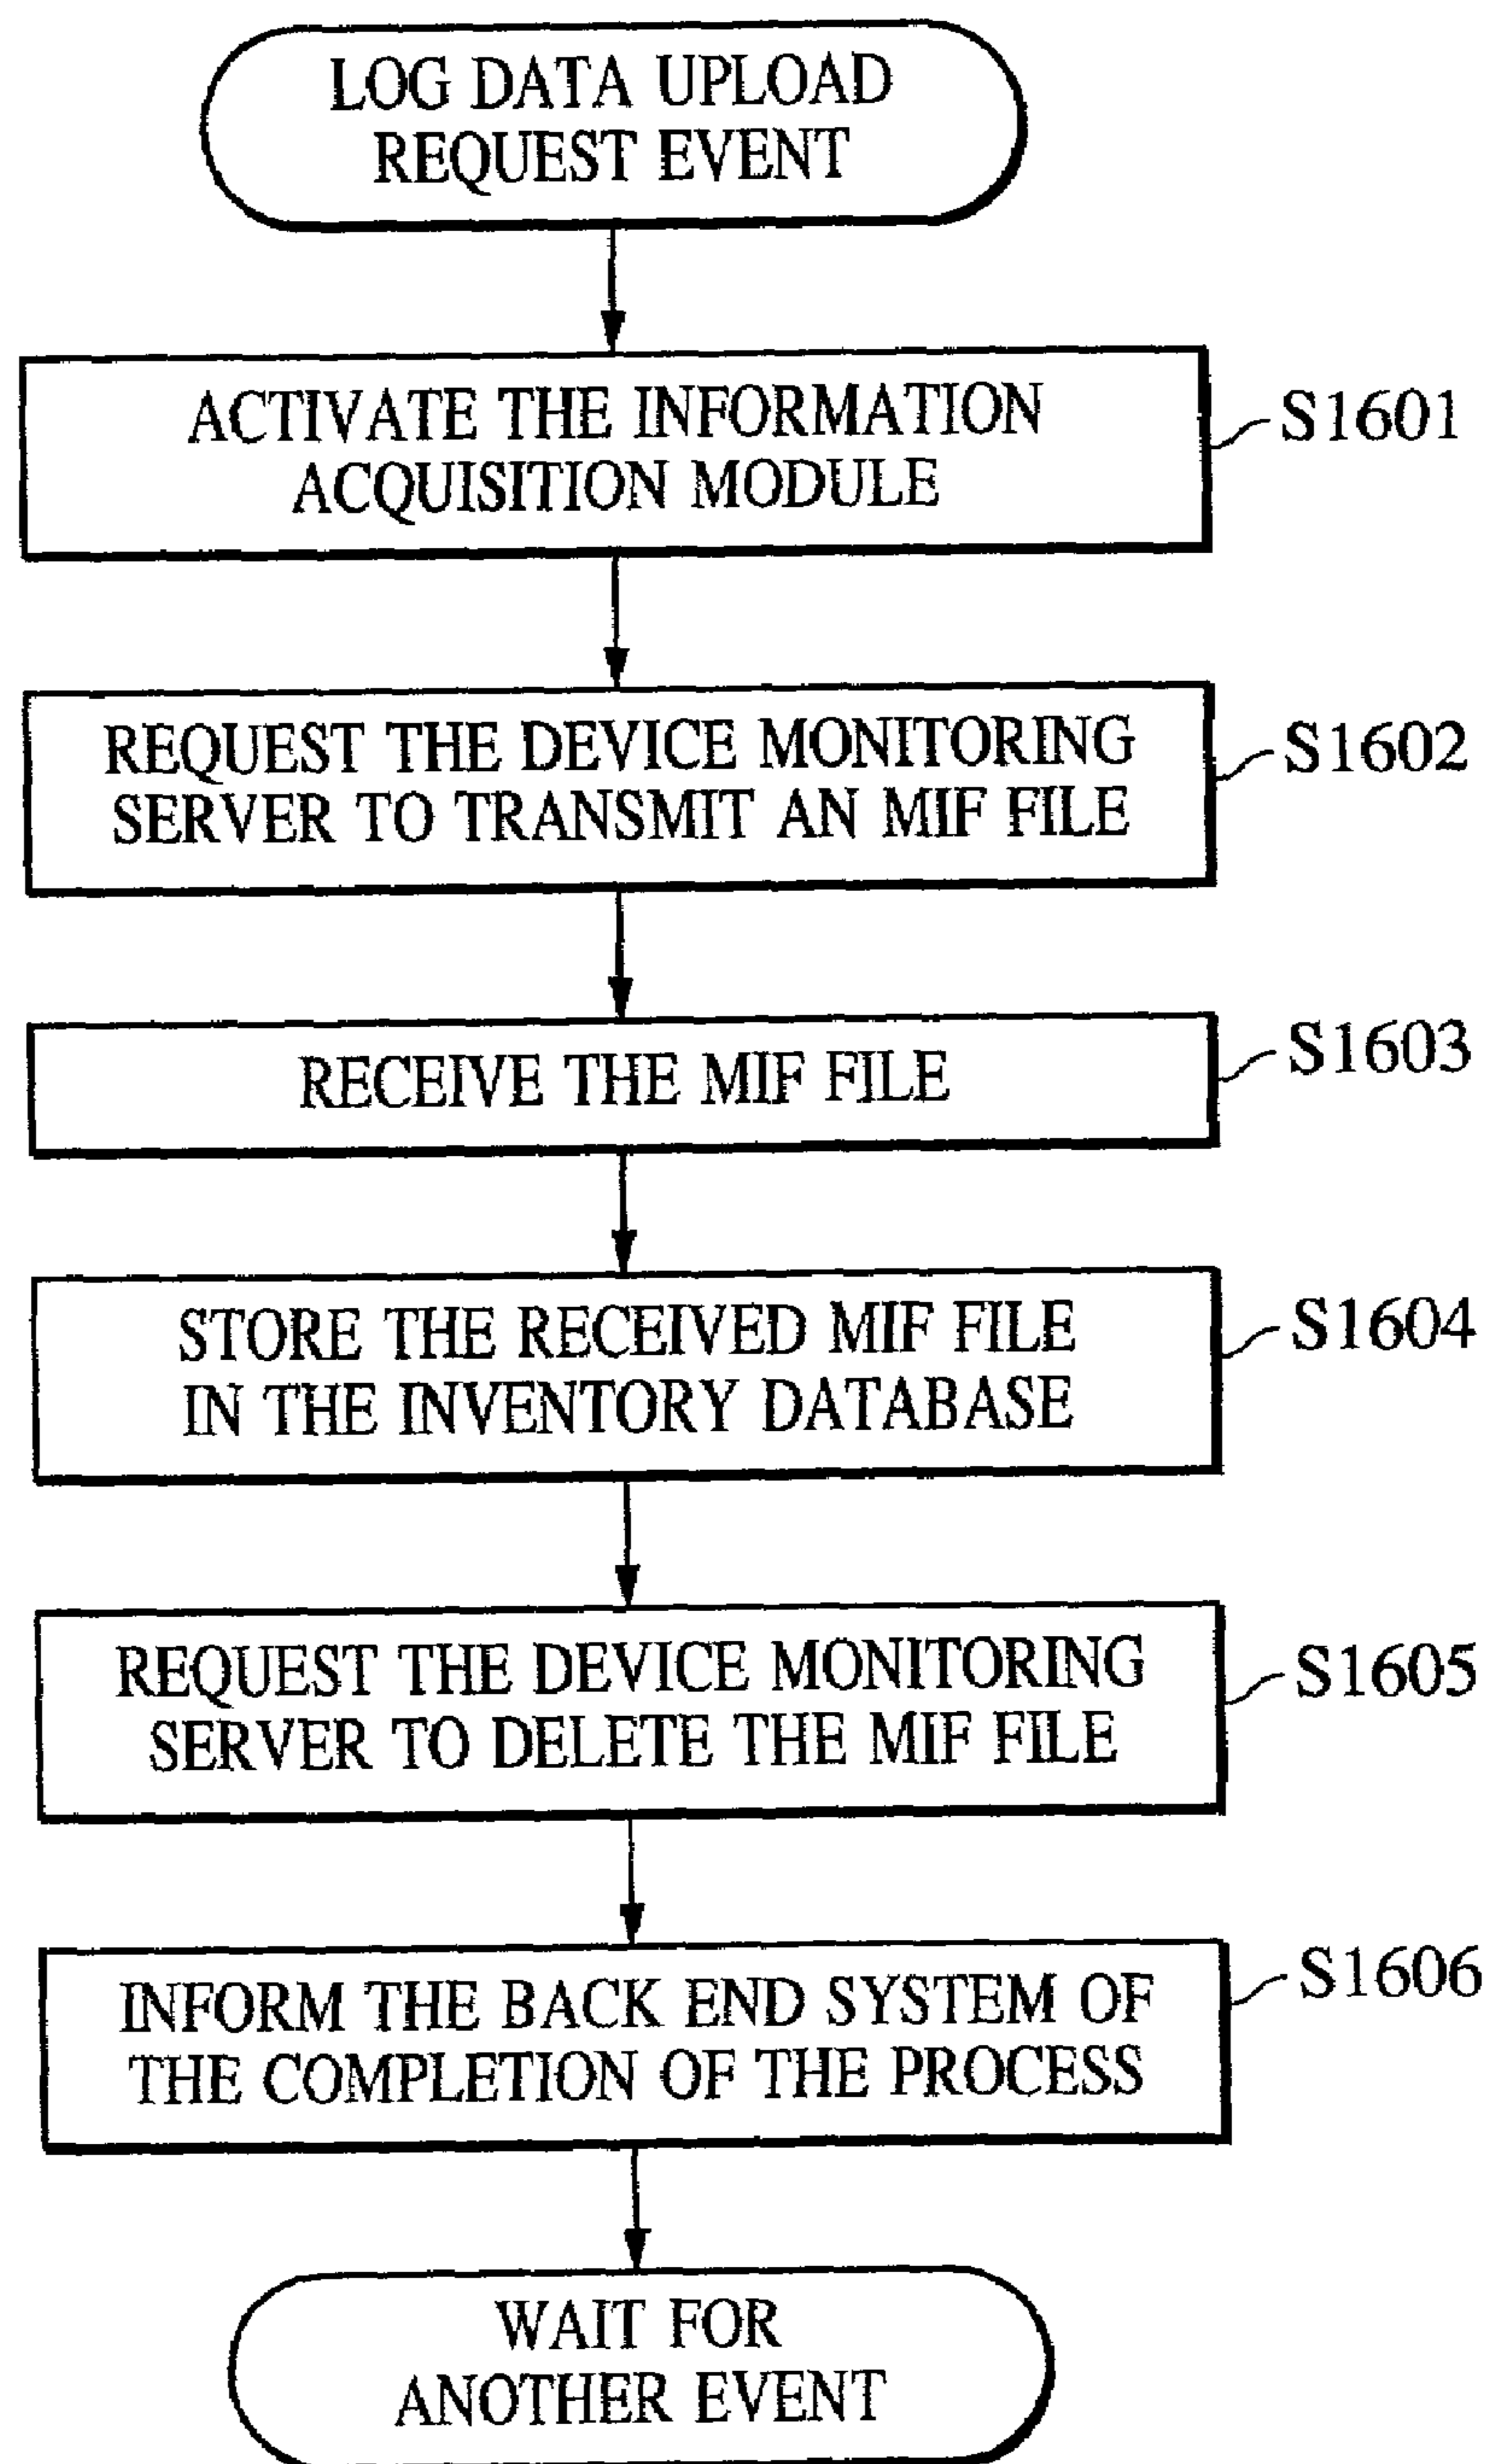 LOG DATA UPLOAD
REQUEST EVENT
ACTIVATE THE INFORMATION
ACQUISITION MODULE
S1601
REQUEST THE DEVICE MONITORING
SERVER TO TRANSMIT AN MIF FILE
S1602
RECEIVE THE MIF FILE
S1603
STORE THE RECEIVED MIF FILE
IN THE INVENTORY DATABASE
S1604
REQUEST THE DEVICE MONITORING
SERVER TO DELETE THE MIF FILE
S1605
INFORM THE BACK END SYSTEM OF
THE COMPLETION OF THE PROCESS
S1606
WAIT FOR
ANOTHER EVENT